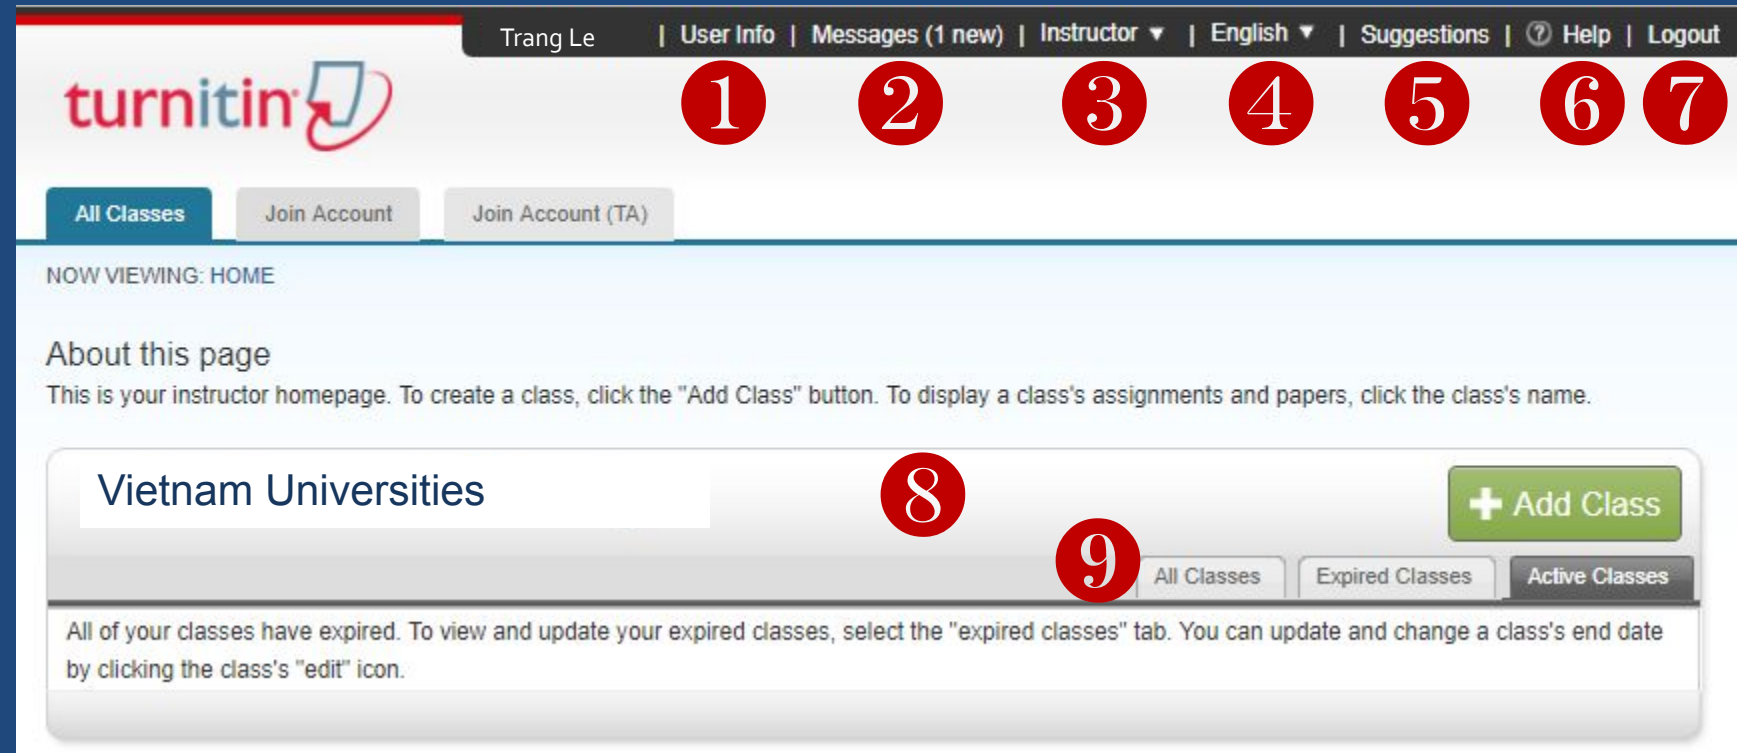 Trang Le | User Info | Messages (1 new) | Instructor ▼ | English ▼ | Suggestions | ? Help | Logout
turnitin
1 2 3 4 5 6 7
All Classes Join Account Join Account (TA)
NOW VIEWING: HOME
About this page
This is your instructor homepage. To create a class, click the "Add Class" button. To display a class's assignments and papers, click the class's name.
Vietnam Universities 8 + Add Class
9 All Classes Expired Classes Active Classes
All of your classes have expired. To view and update your expired classes, select the "expired classes" tab. You can update and change a class's end date
by clicking the class's "edit" icon.